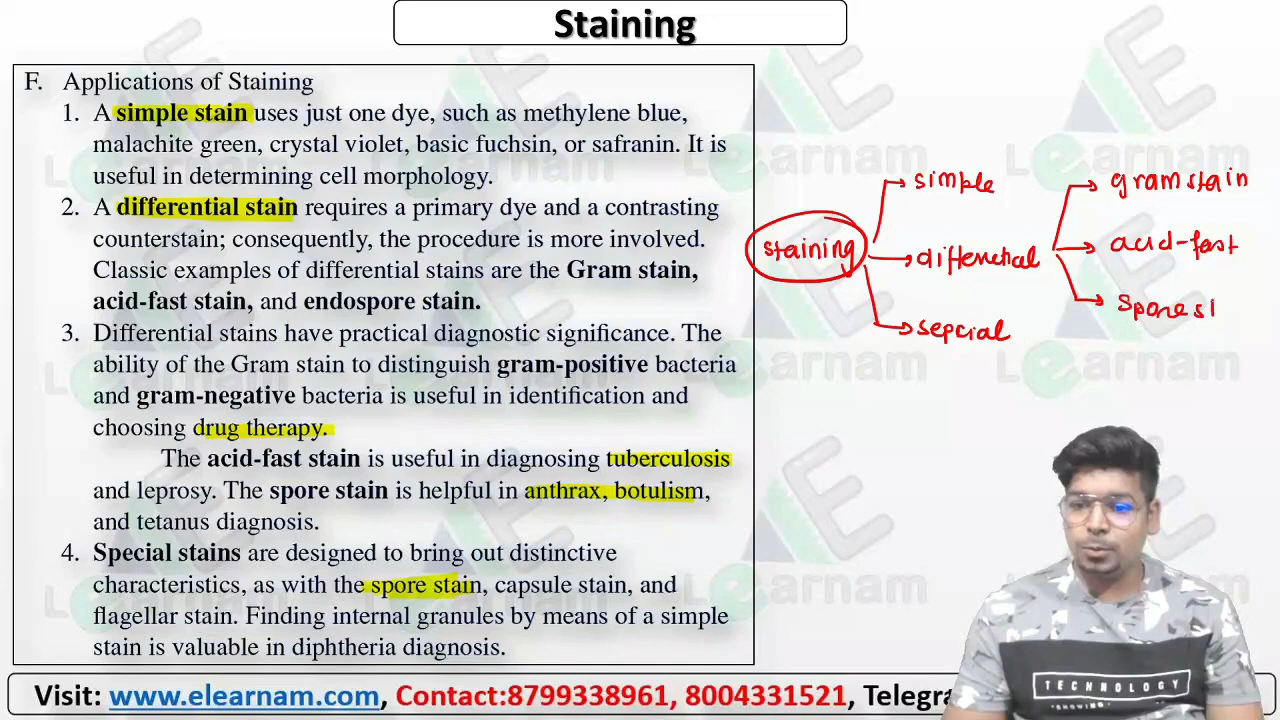 Staining
F. Applications of Staining
1. A simple stain uses just one dye, such as methylene blue,
malachite green, crystal violet, basic fuchsin, or safranin. It is
useful in determining cell morphology.
2. A differential stain requires a primary dye and a contrasting
counterstain; consequently, the procedure is more involved.
Classic examples of differential stains are the Gram stain,
acid-fast stain, and endospore stain.
3. Differential stains have practical diagnostic significance. The
ability of the Gram stain to distinguish gram-positive bacteria
and gram-negative bacteria is useful in identification and
choosing drug therapy.
The acid-fast stain is useful in diagnosing tuberculosis
and leprosy. The spore stain is helpful in anthrax, botulism,
and tetanus diagnosis.
4. Special stains are designed to bring out distinctive
characteristics, as with the spore stain, capsule stain, and
flagellar stain. Finding internal granules by means of a simple
stain is valuable in diphtheria diagnosis.
staining
simple
differetial
sepcial
gram stain
acid-fast
spore s
Learnam
TECHNOLOGY
SHOWING
Visit: www.elearnam.com, Contact:8799338961, 8004331521, Telegra